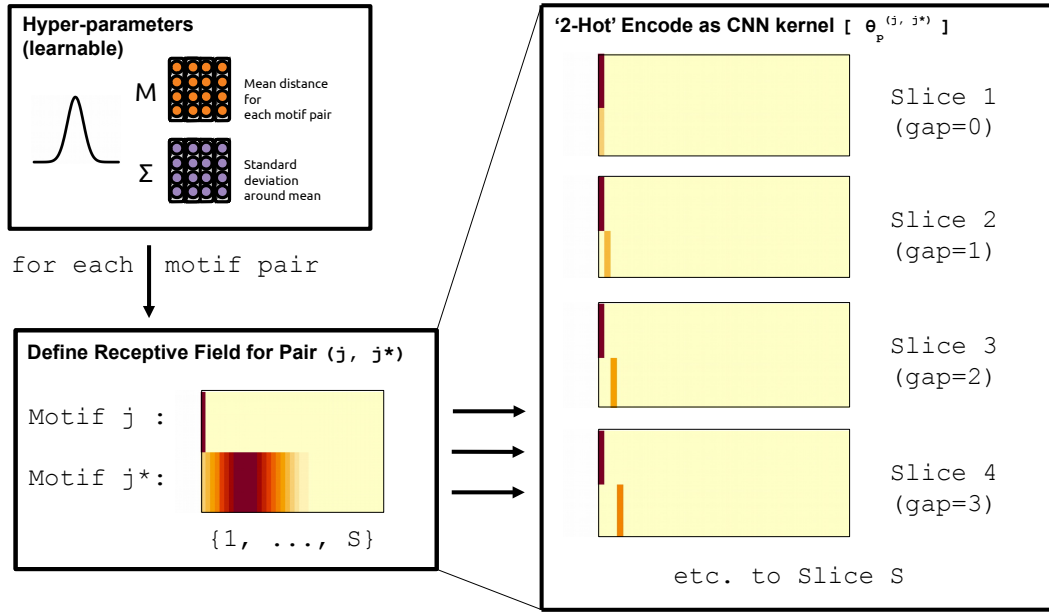 Hyper-parameters
(learnable)
M
Mean distance
for
each motif pair
Σ
Standard
deviation
around mean
for each motif pair
Define Receptive Field for Pair (j, j*)
Motif j :
Motif j*:
{1, ..., S}
‘2-Hot’ Encode as CNN kernel [ θ_p^(j, j*) ]
Slice 1
(gap=0)
Slice 2
(gap=1)
Slice 3
(gap=2)
Slice 4
(gap=3)
etc. to Slice S